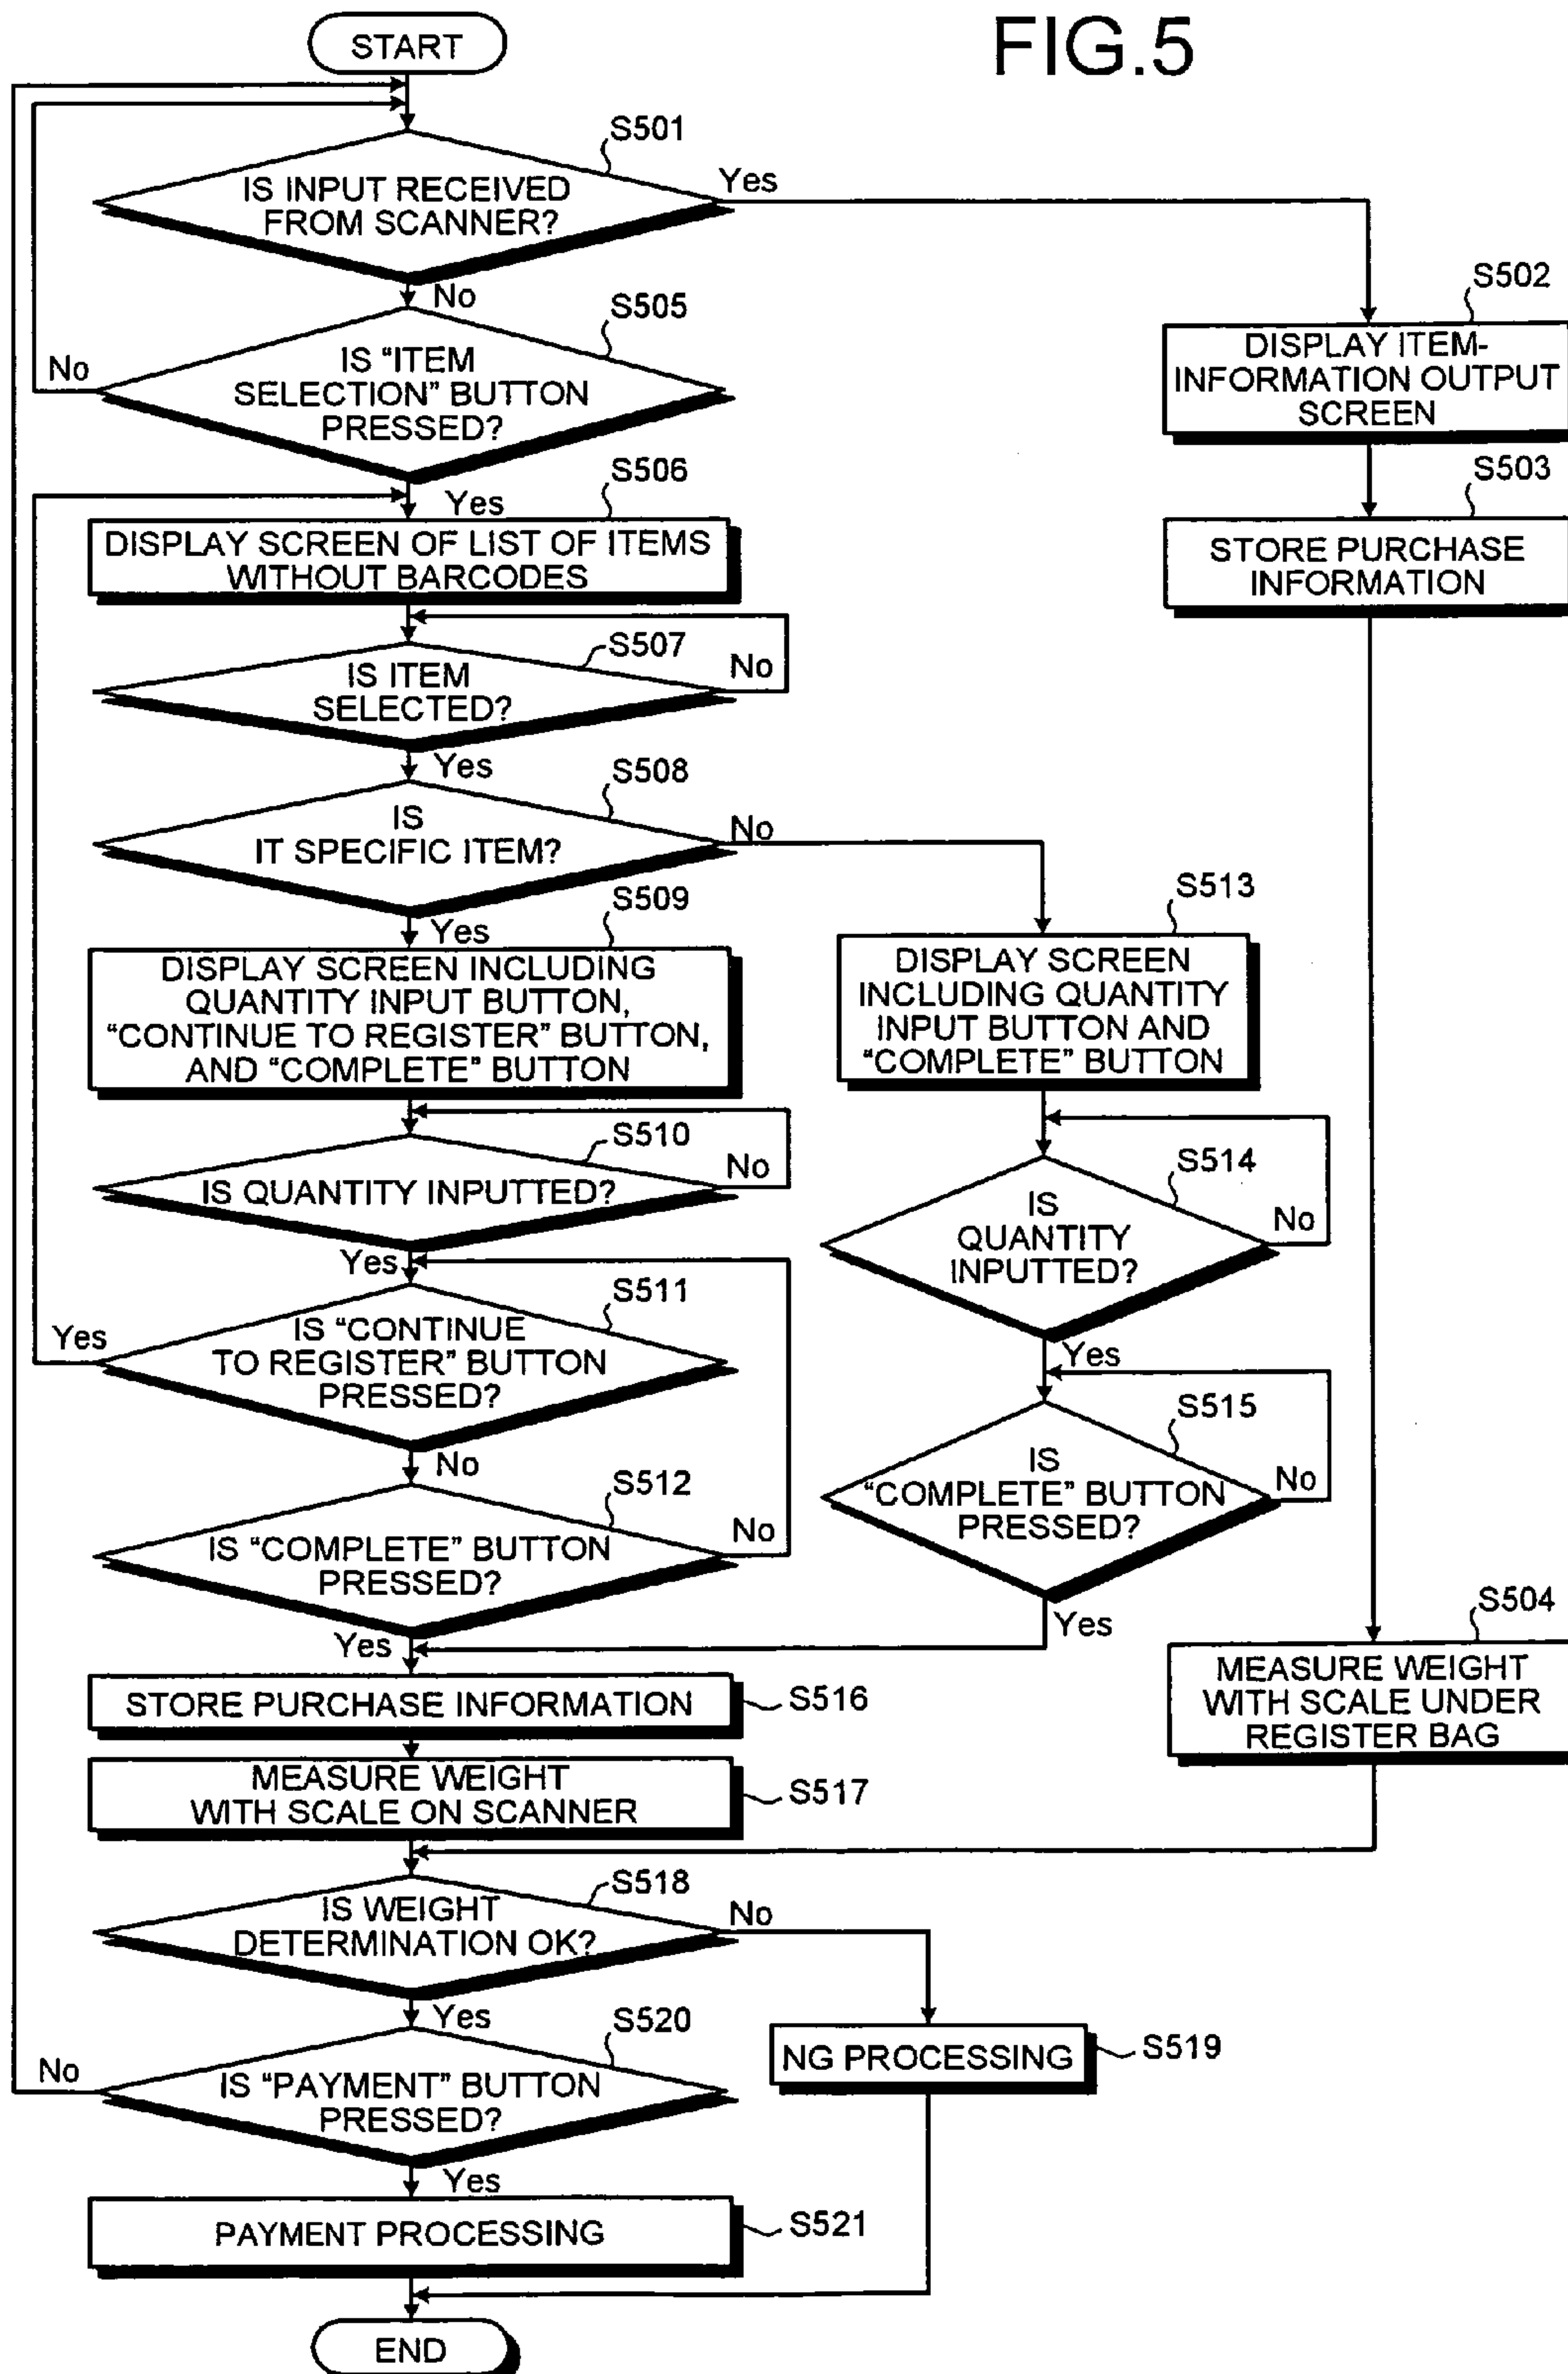 FIG.5
START
S501
IS INPUT RECEIVED
FROM SCANNER?
Yes
No
S502
DISPLAY ITEM-
INFORMATION OUTPUT
SCREEN
S503
STORE PURCHASE
INFORMATION
S505
IS “ITEM
SELECTION” BUTTON
PRESSED?
No
Yes
S506
DISPLAY SCREEN OF LIST OF ITEMS
WITHOUT BARCODES
S507
IS ITEM
SELECTED?
No
Yes
S508
IS
IT SPECIFIC ITEM?
No
Yes
S509
DISPLAY SCREEN INCLUDING
QUANTITY INPUT BUTTON,
“CONTINUE TO REGISTER” BUTTON,
AND “COMPLETE” BUTTON
S513
DISPLAY SCREEN
INCLUDING QUANTITY
INPUT BUTTON AND
“COMPLETE” BUTTON
S510
IS QUANTITY INPUTTED?
No
Yes
S514
IS
QUANTITY
INPUTTED?
No
Yes
S511
IS “CONTINUE
TO REGISTER” BUTTON
PRESSED?
Yes
No
S515
IS
“COMPLETE” BUTTON
PRESSED?
No
Yes
S512
IS “COMPLETE” BUTTON
PRESSED?
No
Yes
S504
MEASURE WEIGHT
WITH SCALE UNDER
REGISTER BAG
STORE PURCHASE INFORMATION
S516
MEASURE WEIGHT
WITH SCALE ON SCANNER
S517
S518
IS WEIGHT
DETERMINATION OK?
No
Yes
NG PROCESSING
S519
S520
IS “PAYMENT” BUTTON
PRESSED?
No
Yes
PAYMENT PROCESSING
S521
END